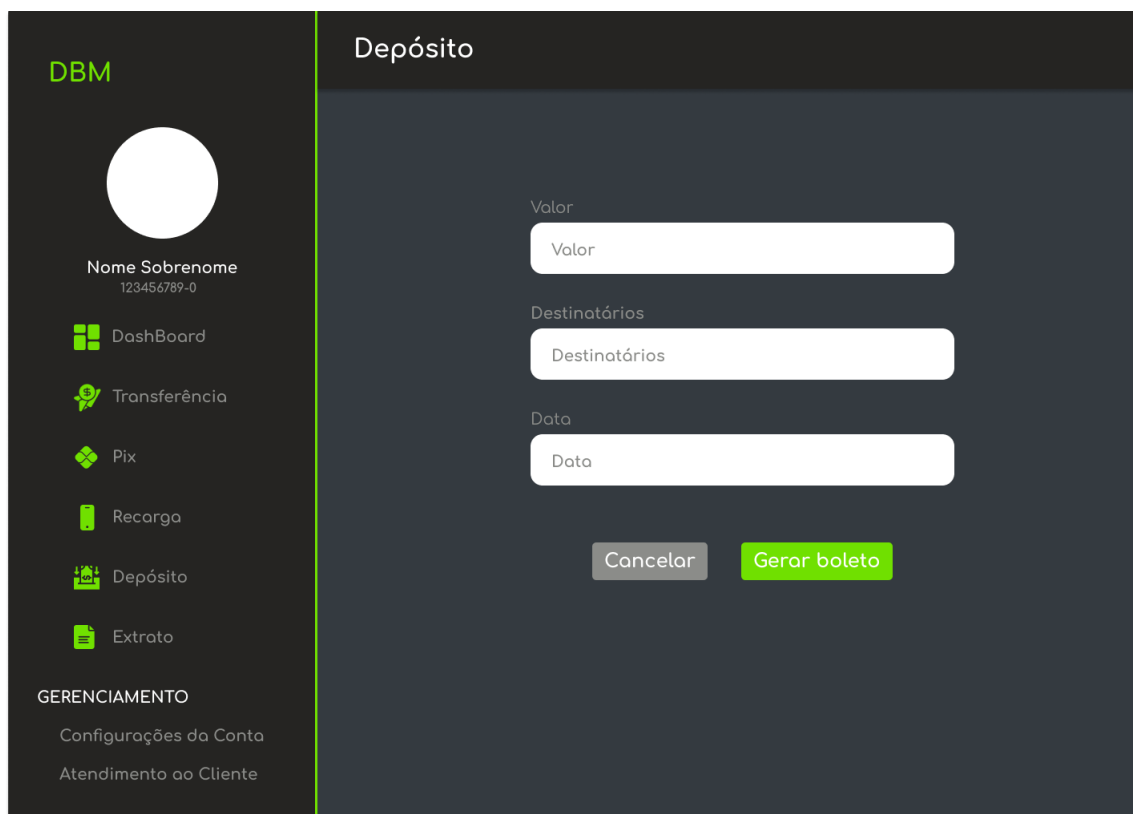 DBM
Nome Sobrenome
123456789-0
DashBoard
Transferência
Pix
Recarga
Depósito
Extrato
GERENCIAMENTO
Configurações da Conta
Atendimento ao Cliente
Depósito
Valor
Valor
Destinatários
Destinatários
Data
Data
Cancelar
Gerar boleto